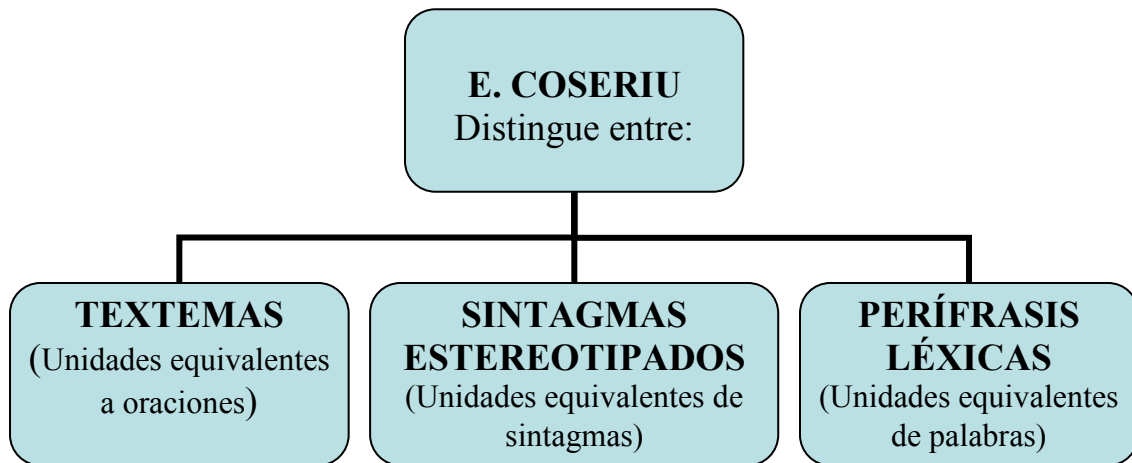 E. COSERIU
Distingue entre:
TEXTEMAS
(Unidades equivalentes
a oraciones)
SINTAGMAS
ESTEREOTIPADOS
(Unidades equivalentes de
sintagmas)
PERÍFRASIS
LÉXICAS
(Unidades equivalentes
de palabras)